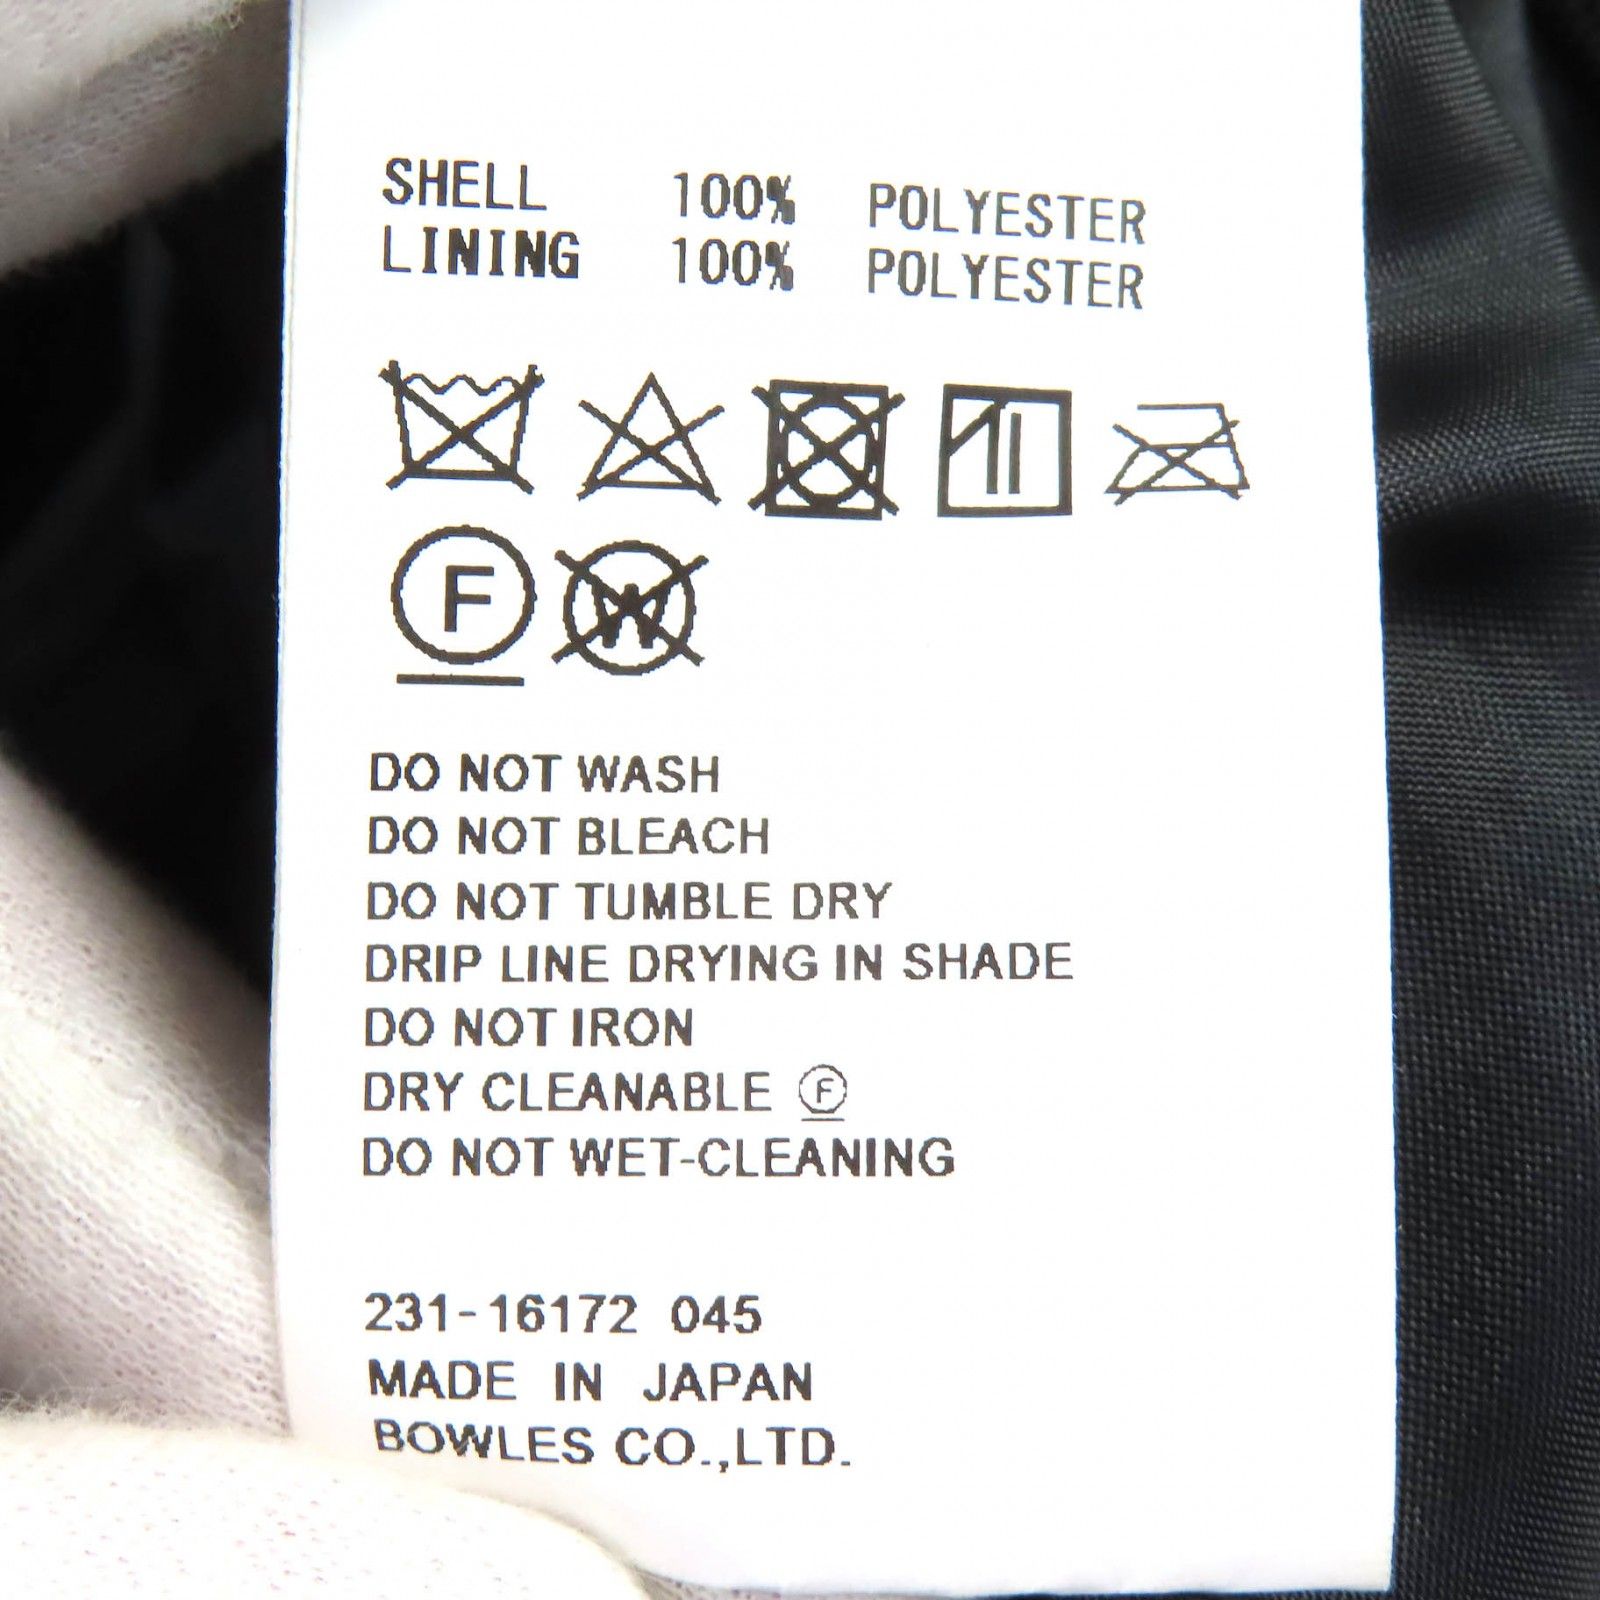 SHELL 100% POLYESTER
LINING 100% POLYESTER
F W
DO NOT WASH
DO NOT BLEACH
DO NOT TUMBLE DRY
DRIP LINE DRYING IN SHADE
DO NOT IRON
DRY CLEANABLE Ⓕ
DO NOT WET-CLEANING
231-16172 045
MADE IN JAPAN
BOWLES CO.,LTD.